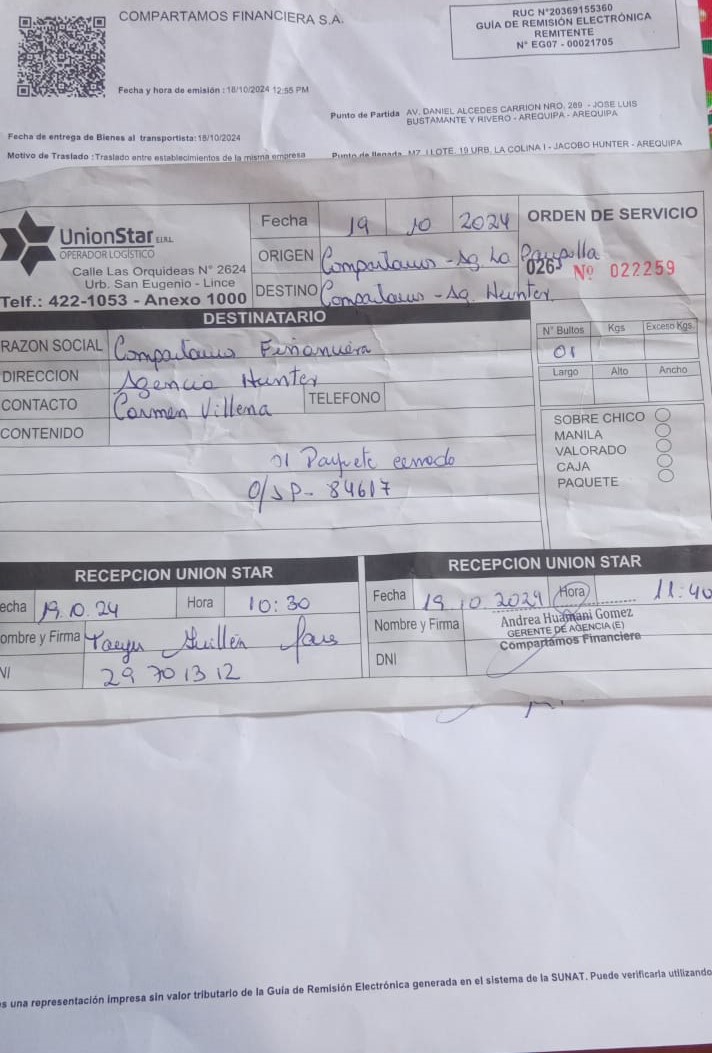 COMPARTAMOS FINANCIERA S.A.
RUC N°20369155360
GUÍA DE REMISIÓN ELECTRÓNICA
REMITENTE
N° EG07 - 00021705
Fecha y hora de emisión : 18/10/2024 12:55 PM
Punto de Partida AV. DANIEL ALCEDES CARRION NRO. 269 - JOSE LUIS
BUSTAMANTE Y RIVERO - AREQUIPA - AREQUIPA
Fecha de entrega de Bienes al transportista: 18/10/2024
Motivo de Traslado : Traslado entre establecimientos de la misma empresa
Punto de llegada MZ. I LOTE. 19 URB. LA COLINA I - JACOBO HUNTER - AREQUIPA
UnionStar EIRL
OPERADOR LOGÍSTICO
Calle Las Orquideas N° 2624
Urb. San Eugenio - Lince
Telf.: 422-1053 - Anexo 1000
Fecha 19 10 2024
ORDEN DE SERVICIO
ORIGEN Compartamos - Ag. La
0263 Nº 022259
DESTINO Compartamos - Ag. Hunter.
DESTINATARIO
RAZON SOCIAL Compartamos Financiera
DIRECCION Agencia Hunter
CONTACTO Carmen Villena TELEFONO
CONTENIDO
01 Paquete cerrado
O/SP- 84617
N° Bultos Kgs Exceso Kgs.
01
Largo Alto Ancho
SOBRE CHICO
MANILA
VALORADO
CAJA
PAQUETE
RECEPCION UNION STAR
echa 19.10.24 Hora 10:30
ombre y Firma Guillén
NI 29701312
RECEPCION UNION STAR
Fecha 19.10.2024 Hora 11:40
Nombre y Firma Andrea Huamani Gomez
GERENTE DE AGENCIA (E)
Compartamos Financiera
DNI
es una representación impresa sin valor tributario de la Guía de Remisión Electrónica generada en el sistema de la SUNAT. Puede verificarla utilizando